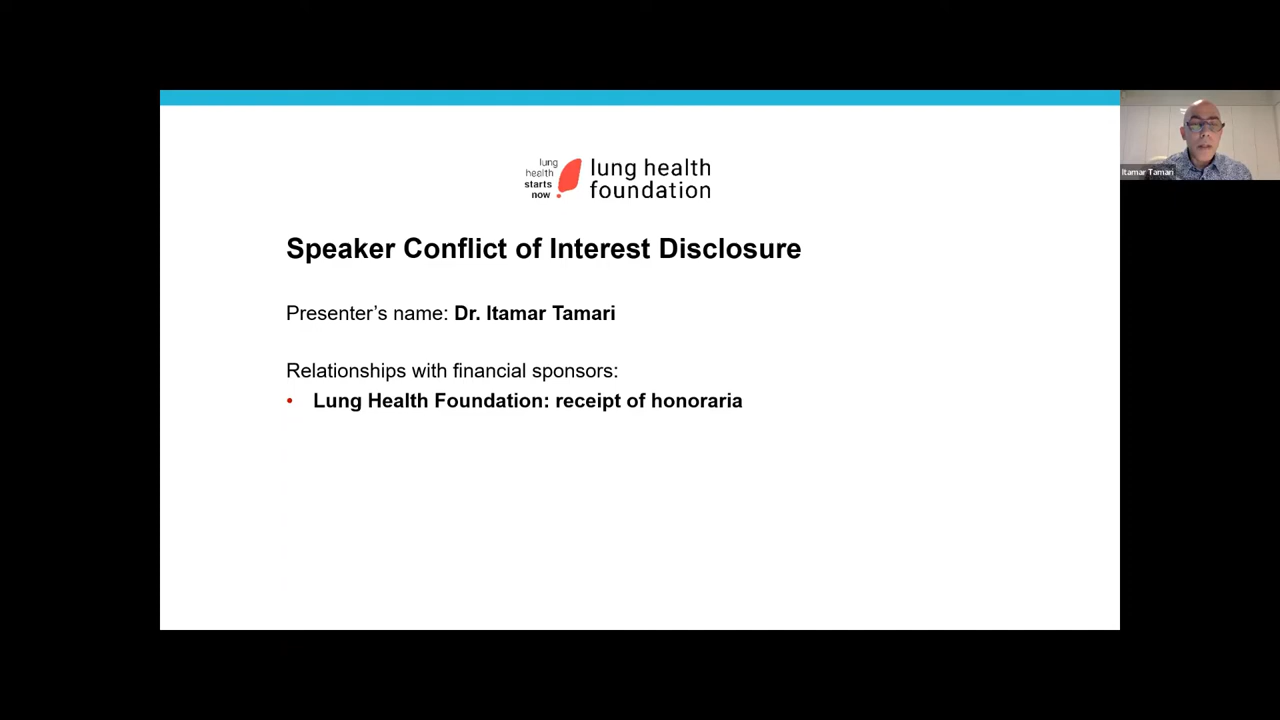 lung
health
starts
now
lung health
foundation
Speaker Conflict of Interest Disclosure
Presenter’s name: Dr. Itamar Tamari
Relationships with financial sponsors:
• Lung Health Foundation: receipt of honoraria
Itamar Tamari